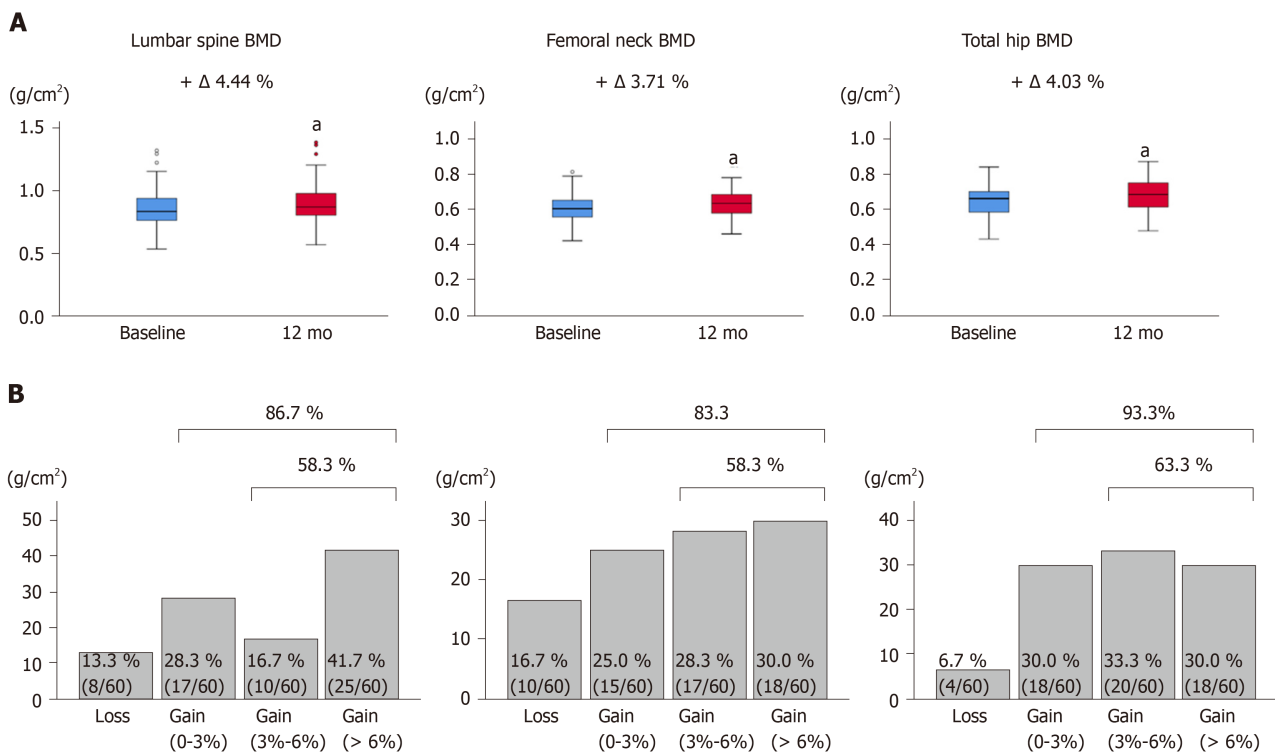 A
Lumbar spine BMD
+ Δ 4.44 %
(g/cm²)
a
1.5
1.0
0.5
0.0
Baseline
12 mo
Femoral neck BMD
+ Δ 3.71 %
(g/cm²)
a
1.0
0.8
0.6
0.4
0.2
0.0
Baseline
12 mo
Total hip BMD
+ Δ 4.03 %
(g/cm²)
a
1.0
0.8
0.6
0.4
0.2
0.0
Baseline
12 mo
B
86.7 %
58.3 %
(g/cm²)
50
40
30
20
10
0
13.3 %
(8/60)
28.3 %
(17/60)
16.7 %
(10/60)
41.7 %
(25/60)
Loss
Gain
(0-3%)
Gain
(3%-6%)
Gain
(> 6%)
83.3
58.3 %
(g/cm²)
30
20
10
0
16.7 %
(10/60)
25.0 %
(15/60)
28.3 %
(17/60)
30.0 %
(18/60)
Loss
Gain
(0-3%)
Gain
(3%-6%)
Gain
(> 6%)
93.3%
63.3 %
(g/cm²)
40
30
20
10
0
6.7 %
(4/60)
30.0 %
(18/60)
33.3 %
(20/60)
30.0 %
(18/60)
Loss
Gain
(0-3%)
Gain
(3%-6%)
Gain
(> 6%)